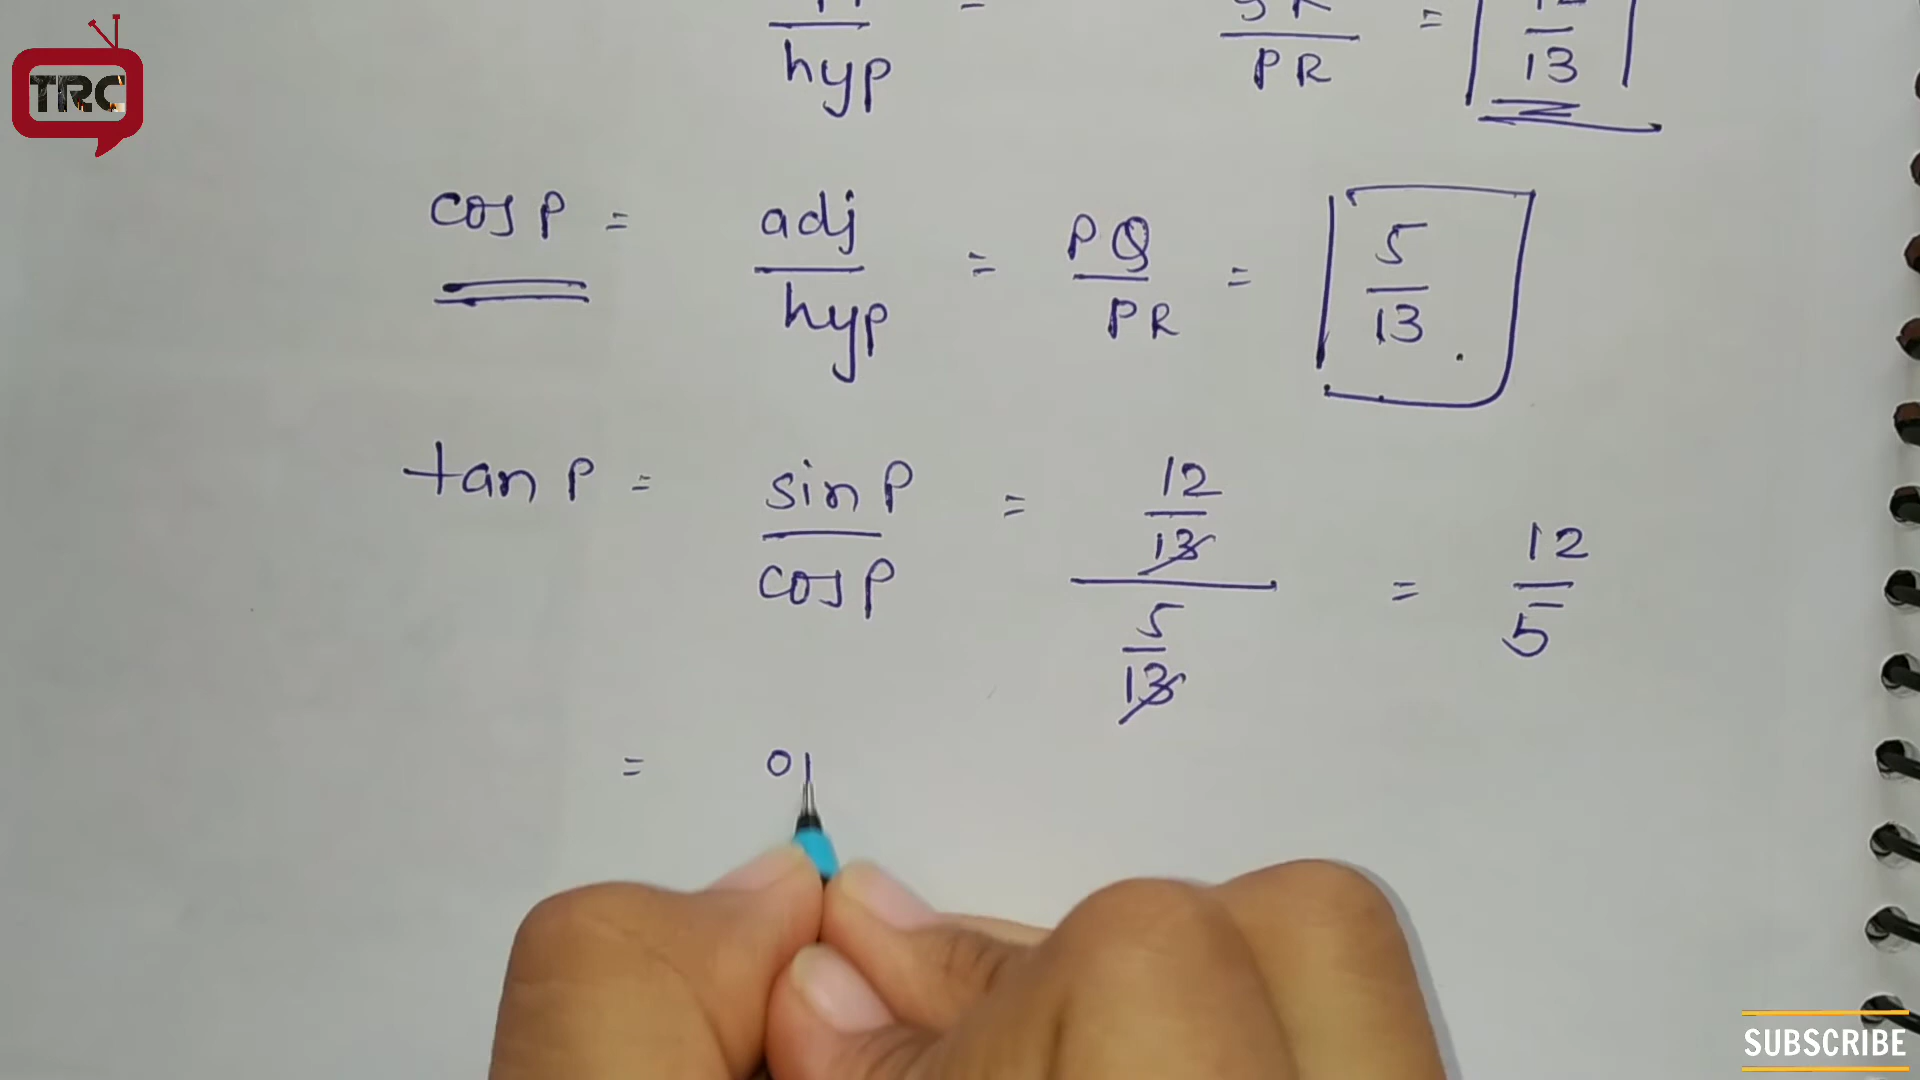 TRC
hyp = PR = 13
cos P = adj/hyp = PQ/PR = 5/13 .
tan P = sin P/cos P = 12/13 / 5/13 = 12/5
= o
SUBSCRIBE